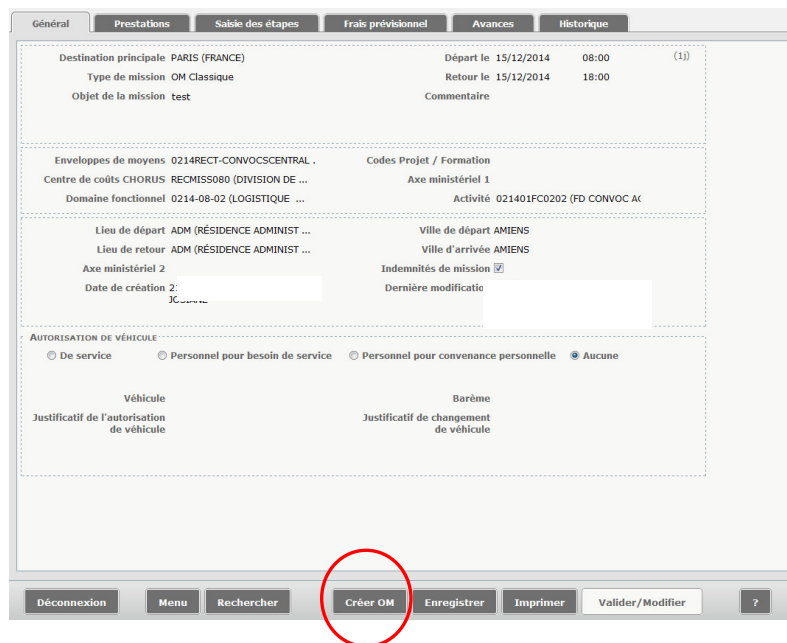 Général Prestations Saisie des étapes Frais prévisionnel Avances Historique
Destination principale PARIS (FRANCE) Départ le 15/12/2014 08:00 (1j)
Type de mission OM Classique Retour le 15/12/2014 18:00
Objet de la mission test Commentaire
Enveloppes de moyens 0214RECT-CONVOCSCENTRAL . Codes Projet / Formation
Centre de coûts CHORUS RECMISS080 (DIVISION DE ... Axe ministériel 1
Domaine fonctionnel 0214-08-02 (LOGISTIQUE ... Activité 021401FC0202 (FD CONVOC AC
Lieu de départ ADM (RÉSIDENCE ADMINIST ... Ville de départ AMIENS
Lieu de retour ADM (RÉSIDENCE ADMINIST ... Ville d'arrivée AMIENS
Axe ministériel 2 Indemnités de mission
Date de création 2 Dernière modification
AUTORISATION DE VÉHICULE
De service Personnel pour besoin de service Personnel pour convenance personnelle Aucune
Véhicule Barème
Justificatif de l'autorisation de véhicule Justificatif de changement de véhicule
Déconnexion Menu Rechercher Créer OM Enregistrer Imprimer Valider/Modifier ?